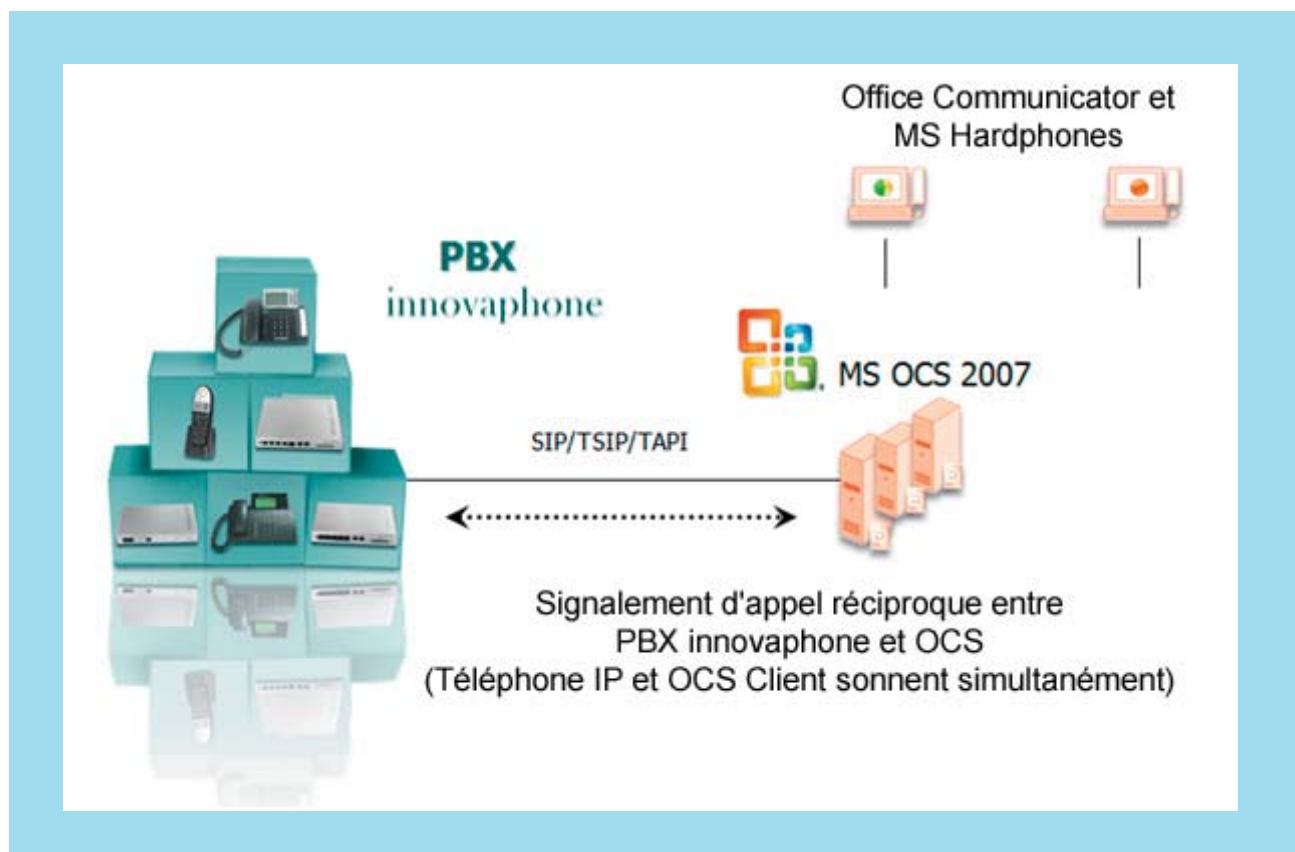 Office Communicator et
MS Hardphones
PBX
innovaphone
MS OCS 2007
SIP/TSIP/TAPI
Signalement d'appel réciproque entre
PBX innovaphone et OCS
(Téléphone IP et OCS Client sonnent simultanément)